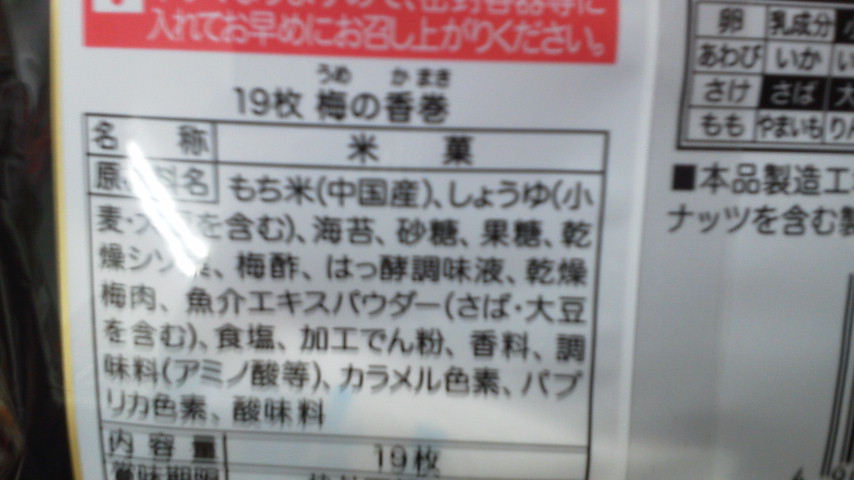 入れてお早めにお召し上がりください。
うめ かまき
19枚 梅の香巻
名称 米菓
もち米(中国産)、しょうゆ(小
を含む)、海苔、砂糖、果糖、乾
燥シソ 、梅酢、はっ酵調味液、乾燥
梅肉、魚介エキスパウダー(さば・大豆
を含む)、食塩、加工でん粉、香料、調
味料(アミノ酸等)、カラメル色素、パプ
リカ色素、酸味料
内容量 19枚
賞味期限
卵 乳成分
あわび いか
さけ さば 大
もも やまいも りん
■本品製造工
ナッツを含む製